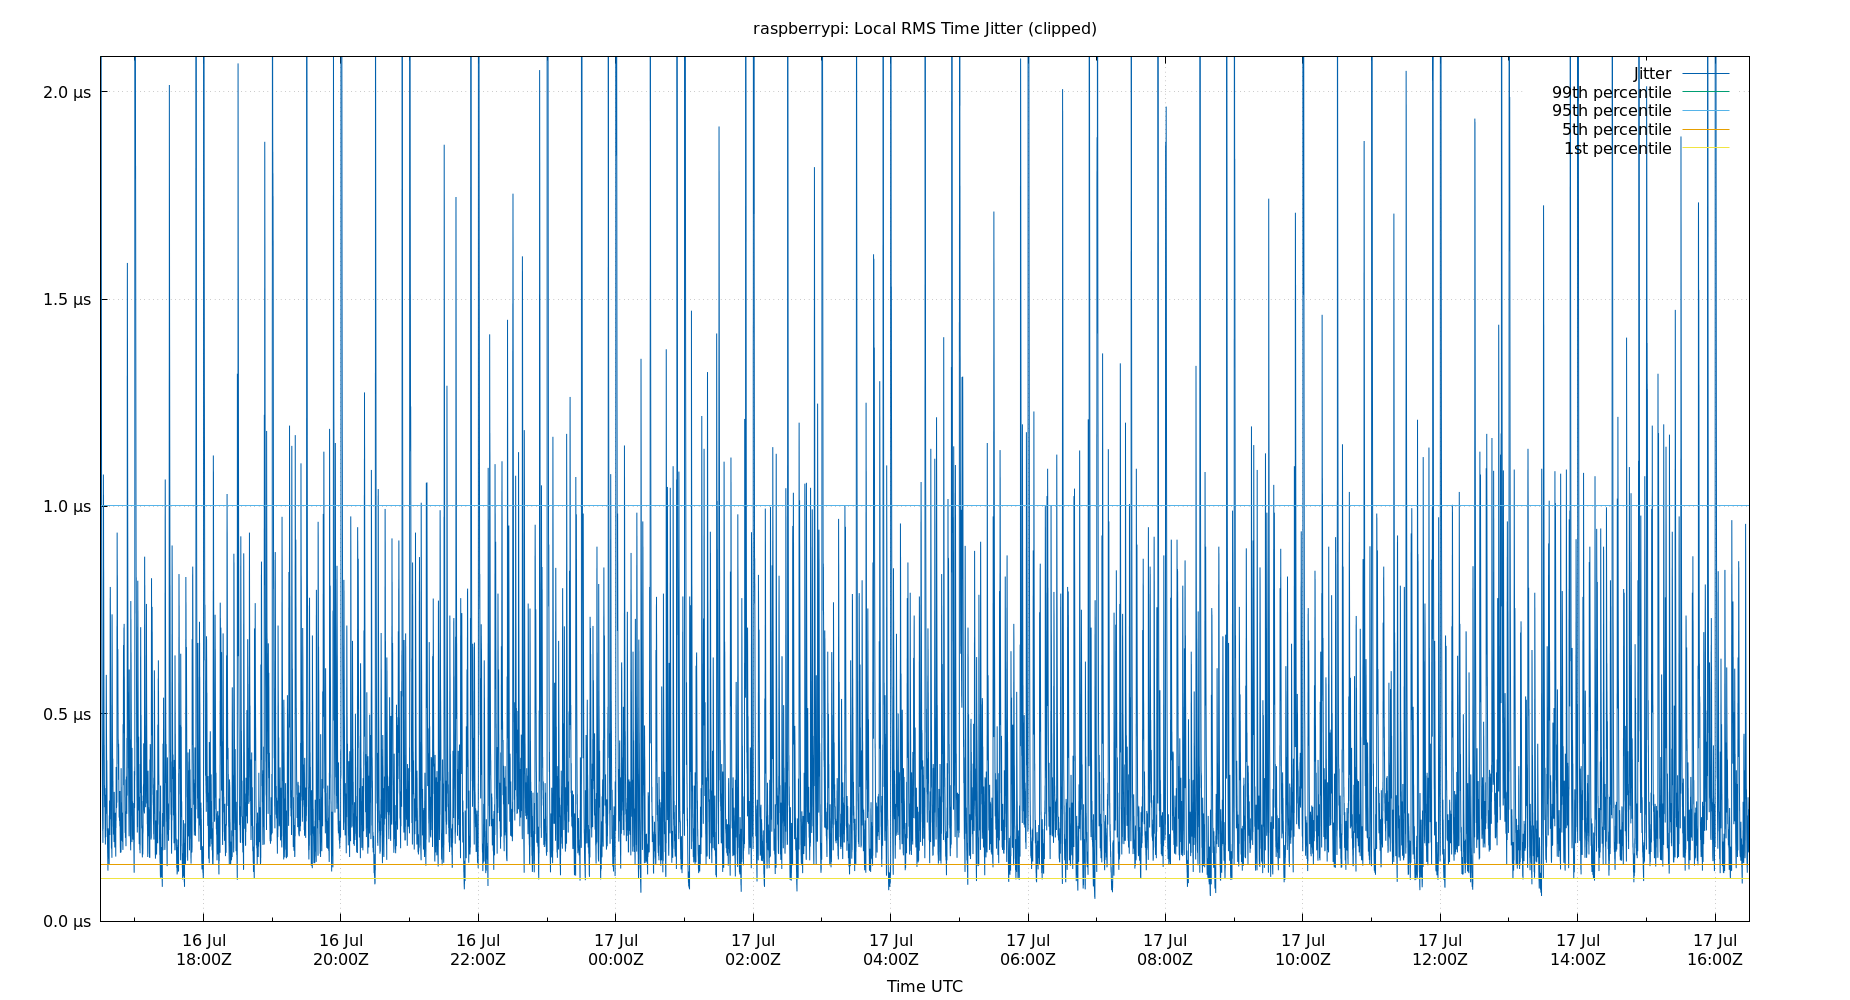 raspberrypi: Local RMS Time Jitter (clipped)
Jitter
99th percentile
95th percentile
5th percentile
1st percentile
2.0 μs
1.5 μs
1.0 μs
0.5 μs
0.0 μs
16 Jul 16 Jul 16 Jul 17 Jul 17 Jul 17 Jul 17 Jul 17 Jul 17 Jul 17 Jul 17 Jul 17 Jul
18:00Z 20:00Z 22:00Z 00:00Z 02:00Z 04:00Z 06:00Z 08:00Z 10:00Z 12:00Z 14:00Z 16:00Z
Time UTC